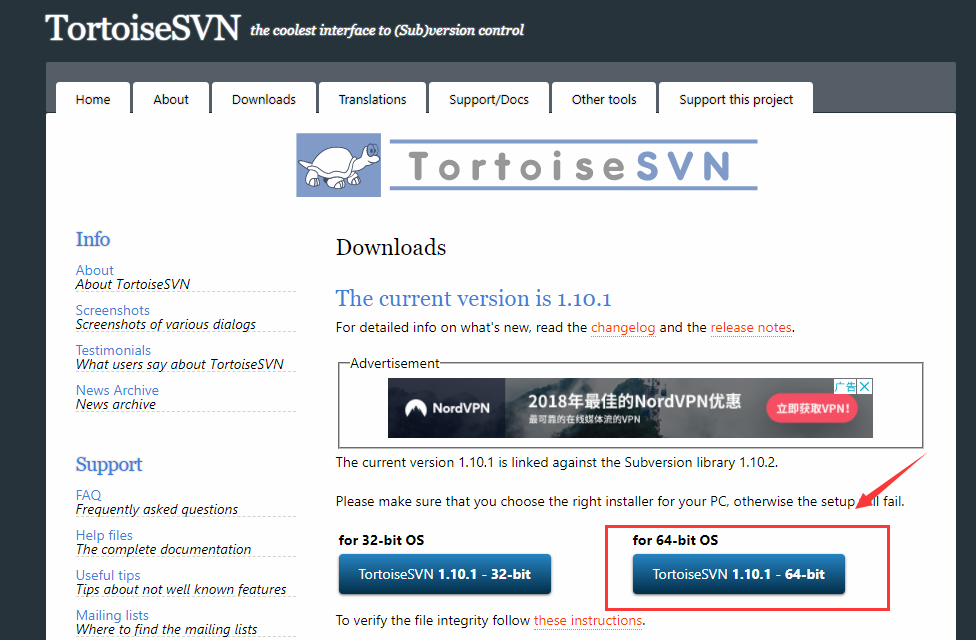 TortoiseSVN the coolest interface to (Sub)version control
Home About Downloads Translations Support/Docs Other tools Support this project
TortoiseSVN
Info
About
About TortoiseSVN
Screenshots
Screenshots of various dialogs
Testimonials
What users say about TortoiseSVN
News Archive
News archive
Support
FAQ
Frequently asked questions
Help files
The complete documentation
Useful tips
Tips about not well known features
Mailing lists
Where to find the mailing lists
Downloads
The current version is 1.10.1
For detailed info on what's new, read the changelog and the release notes.
Advertisement
NordVPN
2018年最佳的NordVPN优惠
最可靠的在线媒体流的VPN
立即获取VPN!
广告
The current version 1.10.1 is linked against the Subversion library 1.10.2.
Please make sure that you choose the right installer for your PC, otherwise the setup fail.
for 32-bit OS
TortoiseSVN 1.10.1 - 32-bit
for 64-bit OS
TortoiseSVN 1.10.1 - 64-bit
To verify the file integrity follow these instructions.